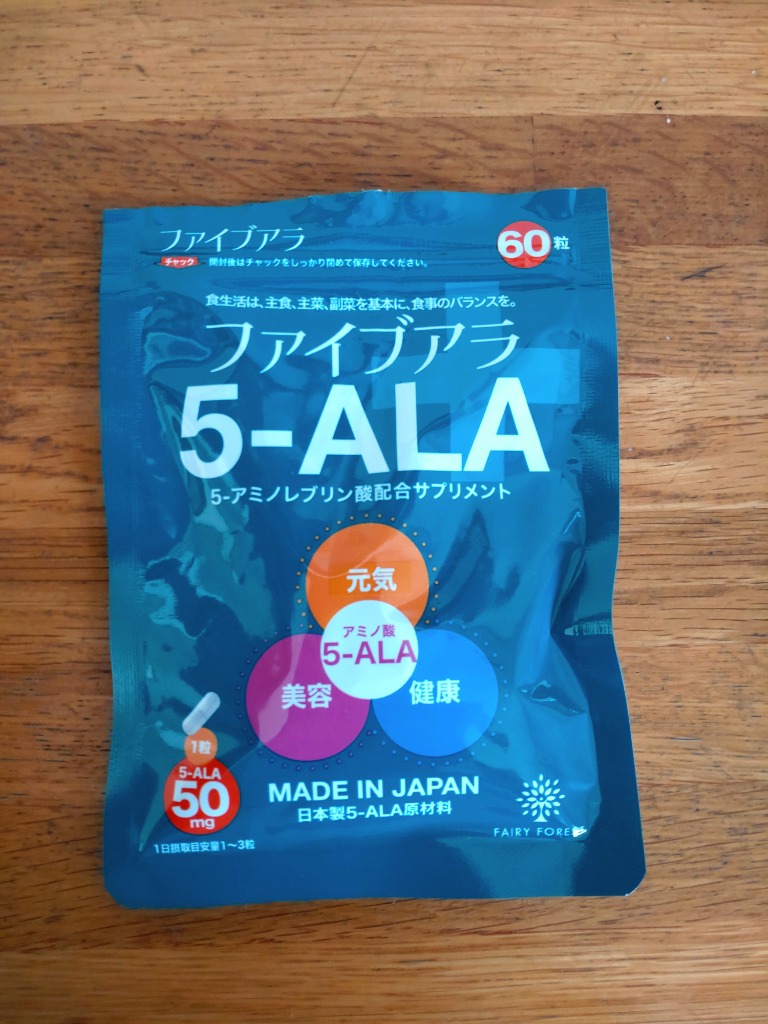 ファイブアラ
60粒
チャック 開封後はチャックをしっかり閉めて保存してください。
食生活は、主食、主菜、副菜を基本に、食事のバランスを。
ファイブアラ
5-ALA
5-アミノレブリン酸配合サプリメント
元気
アミノ酸
5-ALA
美容
健康
1粒
5-ALA
50
mg
MADE IN JAPAN
日本製5-ALA原材料
FAIRY FOREST
1日摂取目安量1〜3粒